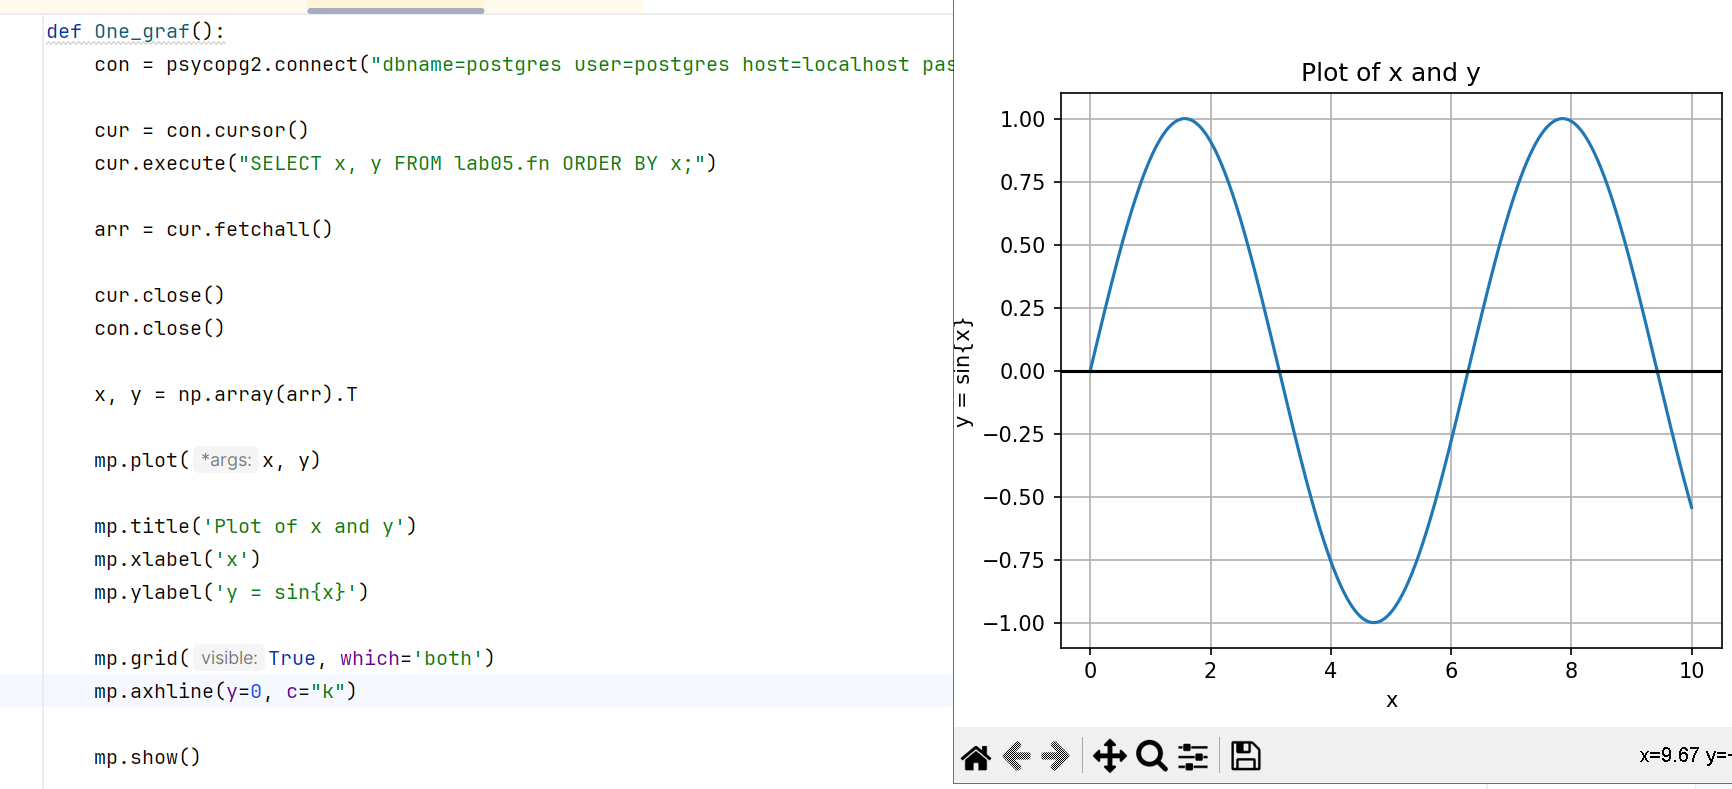 def One_graf():
con = psycopg2.connect("dbname=postgres user=postgres host=localhost pas
cur = con.cursor()
cur.execute("SELECT x, y FROM lab05.fn ORDER BY x;")
arr = cur.fetchall()
cur.close()
con.close()
x, y = np.array(arr).T
mp.plot( *args: x, y)
mp.title('Plot of x and y')
mp.xlabel('x')
mp.ylabel('y = sin{x}')
mp.grid( visible: True, which='both')
mp.axhline(y=0, c="k")
mp.show()
Plot of x and y
1.00
0.75
0.50
0.25
0.00
−0.25
−0.50
−0.75
−1.00
y = sin{x}
0 2 4 6 8 10
x
x=9.67 y=-